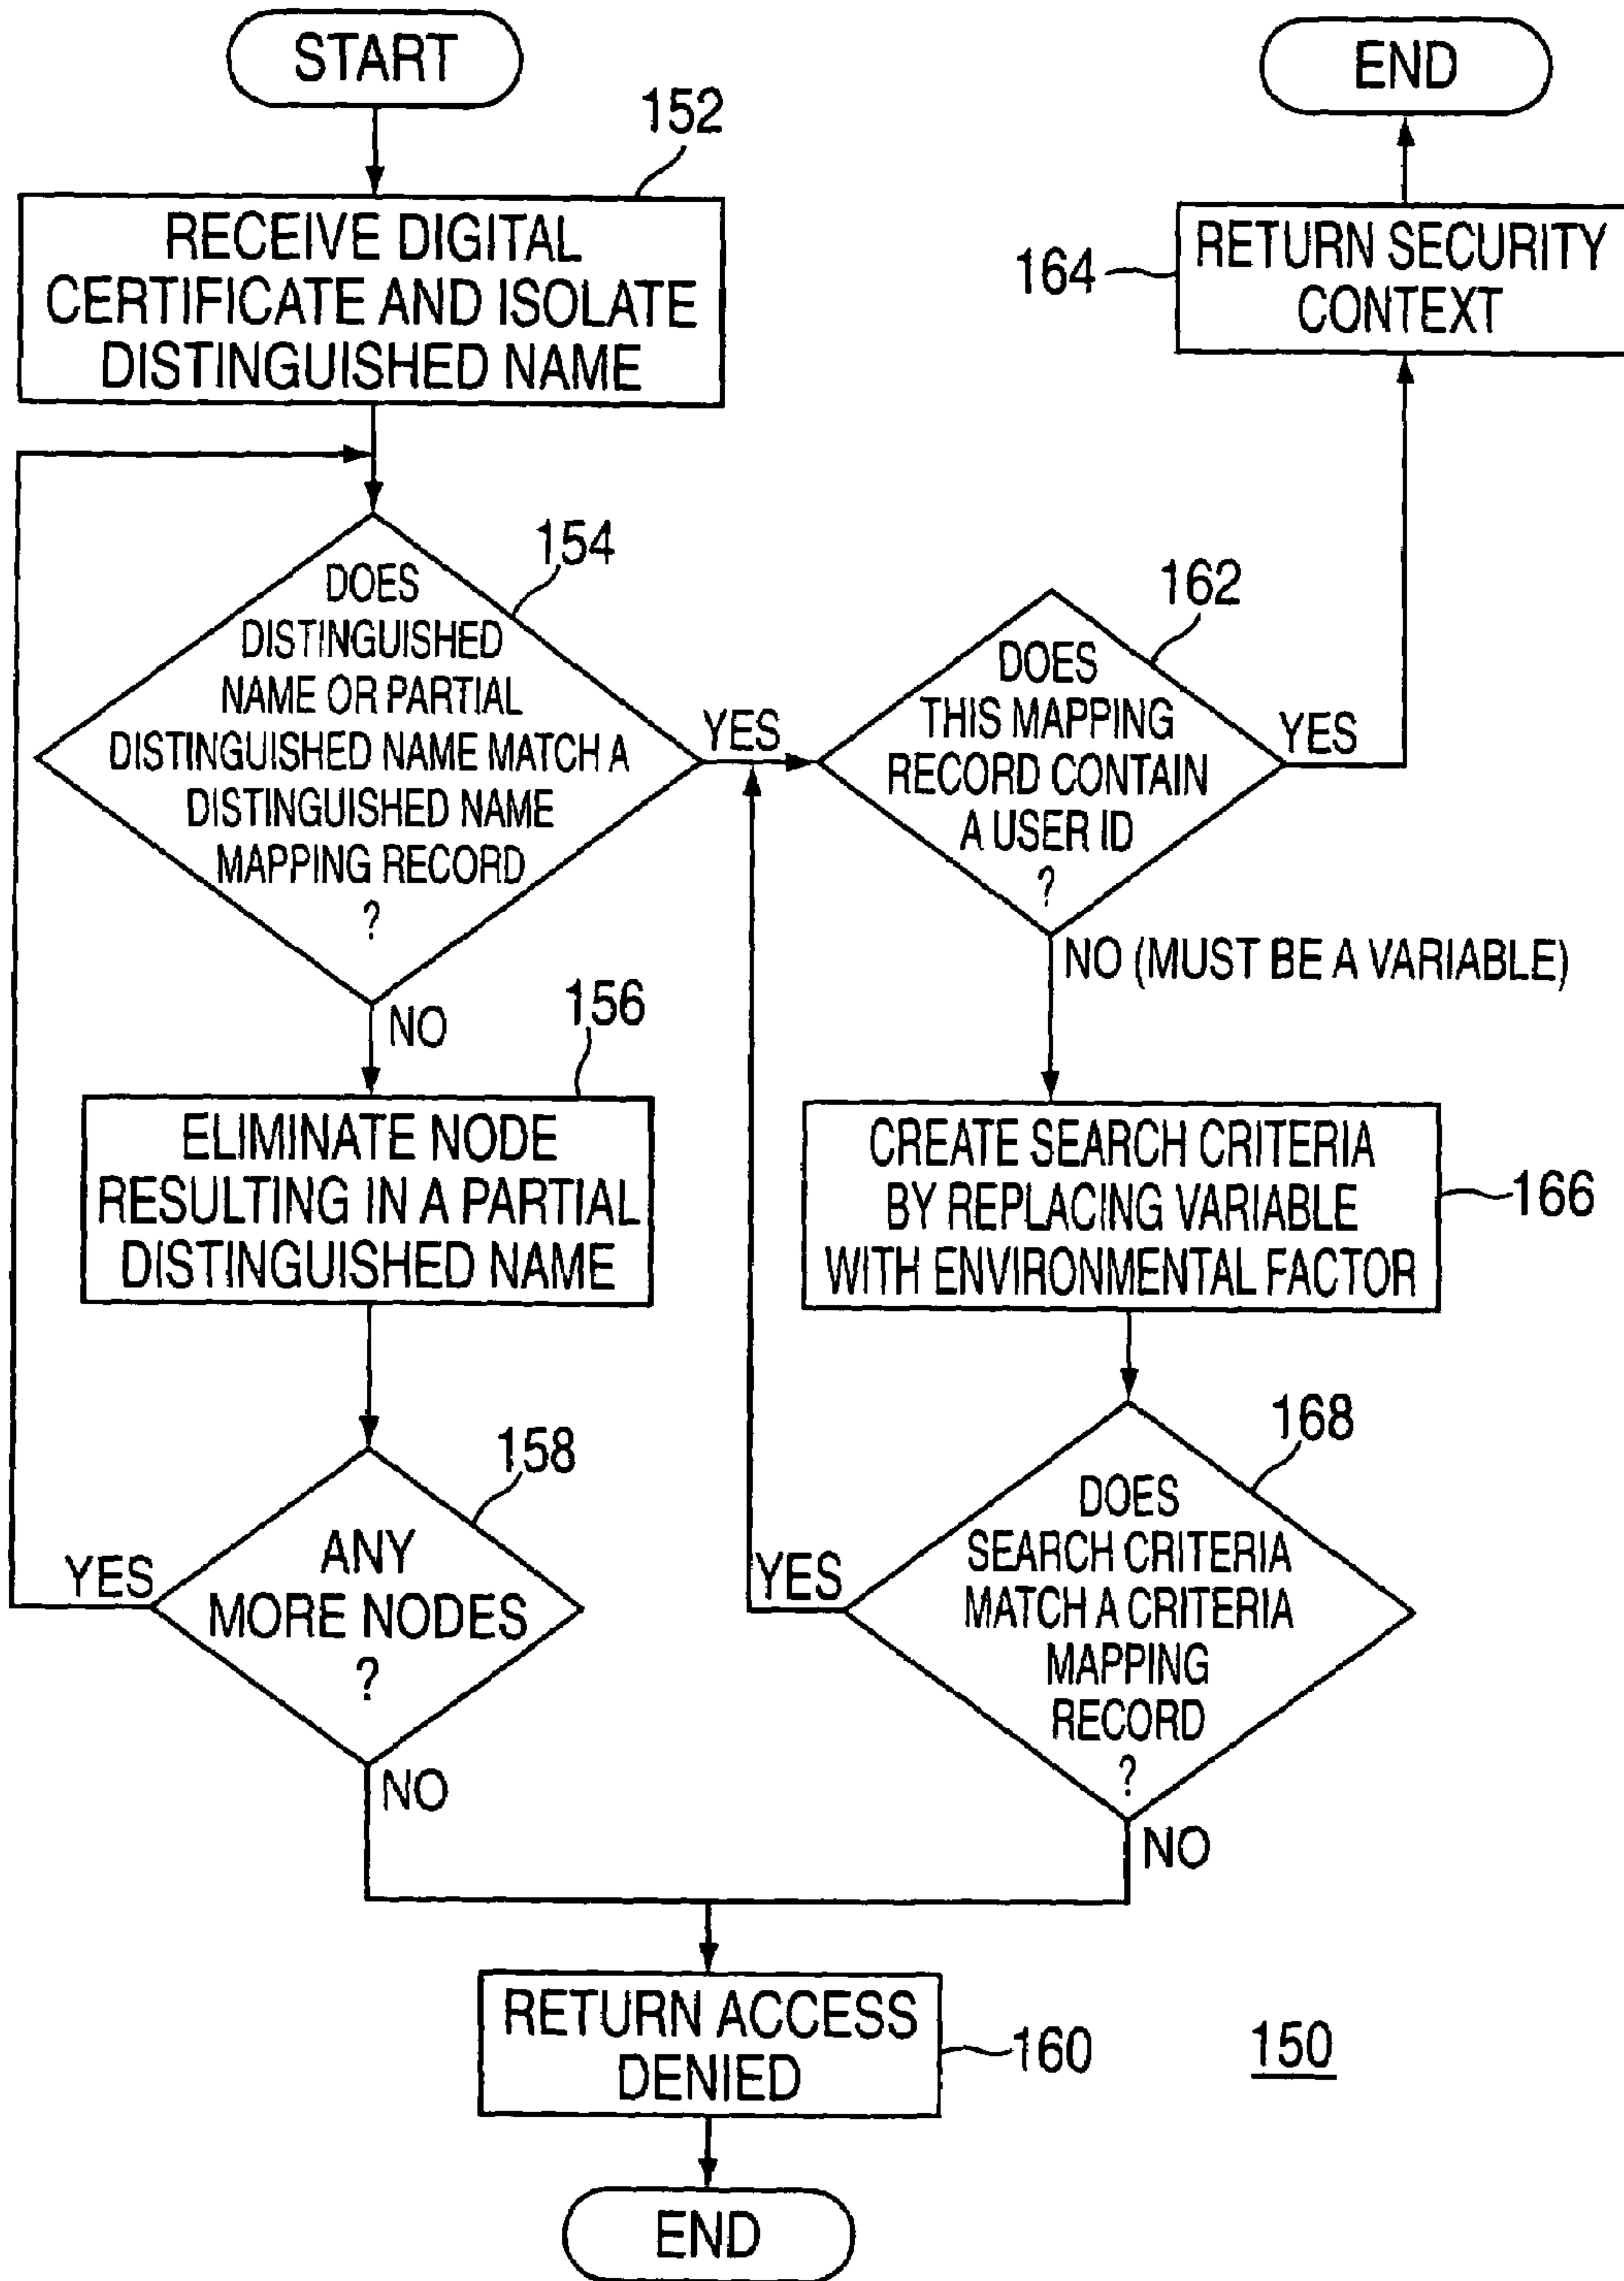 START
152
RECEIVE DIGITAL
CERTIFICATE AND ISOLATE
DISTINGUISHED NAME
154
DOES
DISTINGUISHED
NAME OR PARTIAL
DISTINGUISHED NAME MATCH A
DISTINGUISHED NAME
MAPPING RECORD
?
YES
NO
156
ELIMINATE NODE
RESULTING IN A PARTIAL
DISTINGUISHED NAME
158
ANY
MORE NODES
?
YES
NO
END
164
RETURN SECURITY
CONTEXT
162
DOES
THIS MAPPING
RECORD CONTAIN
A USER ID
?
YES
NO (MUST BE A VARIABLE)
CREATE SEARCH CRITERIA
BY REPLACING VARIABLE
WITH ENVIRONMENTAL FACTOR
166
168
DOES
SEARCH CRITERIA
MATCH A CRITERIA
MAPPING
RECORD
?
YES
NO
RETURN ACCESS
DENIED
160
150
END